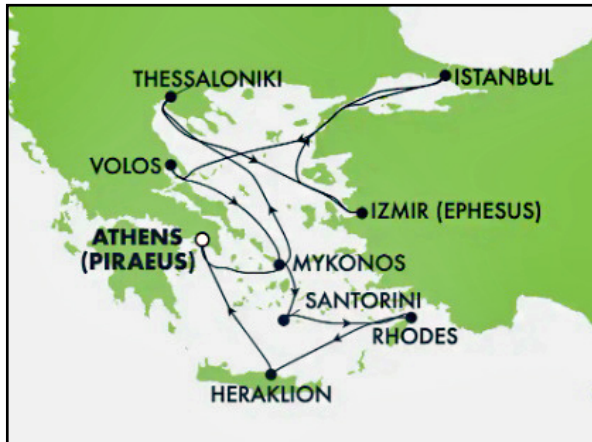 THESSALONIKI
ISTANBUL
VOLOS
IZMIR (EPHESUS)
ATHENS
(PIRAEUS)
MYKONOS
SANTORINI
RHODES
HERAKLION